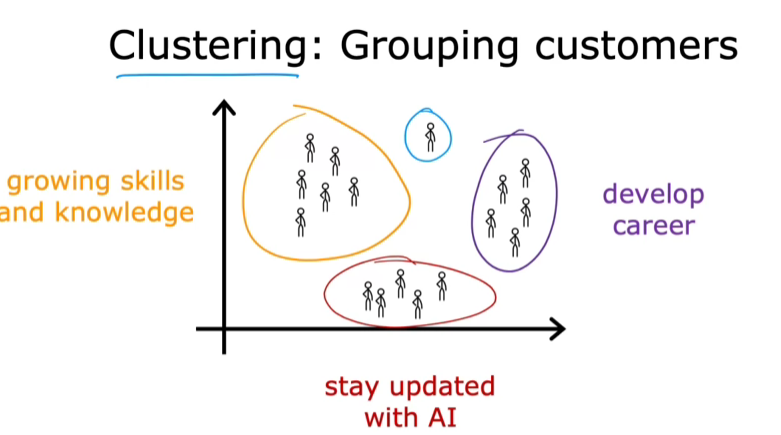 Clustering: Grouping customers
growing skills
and knowledge
develop
career
stay updated
with AI